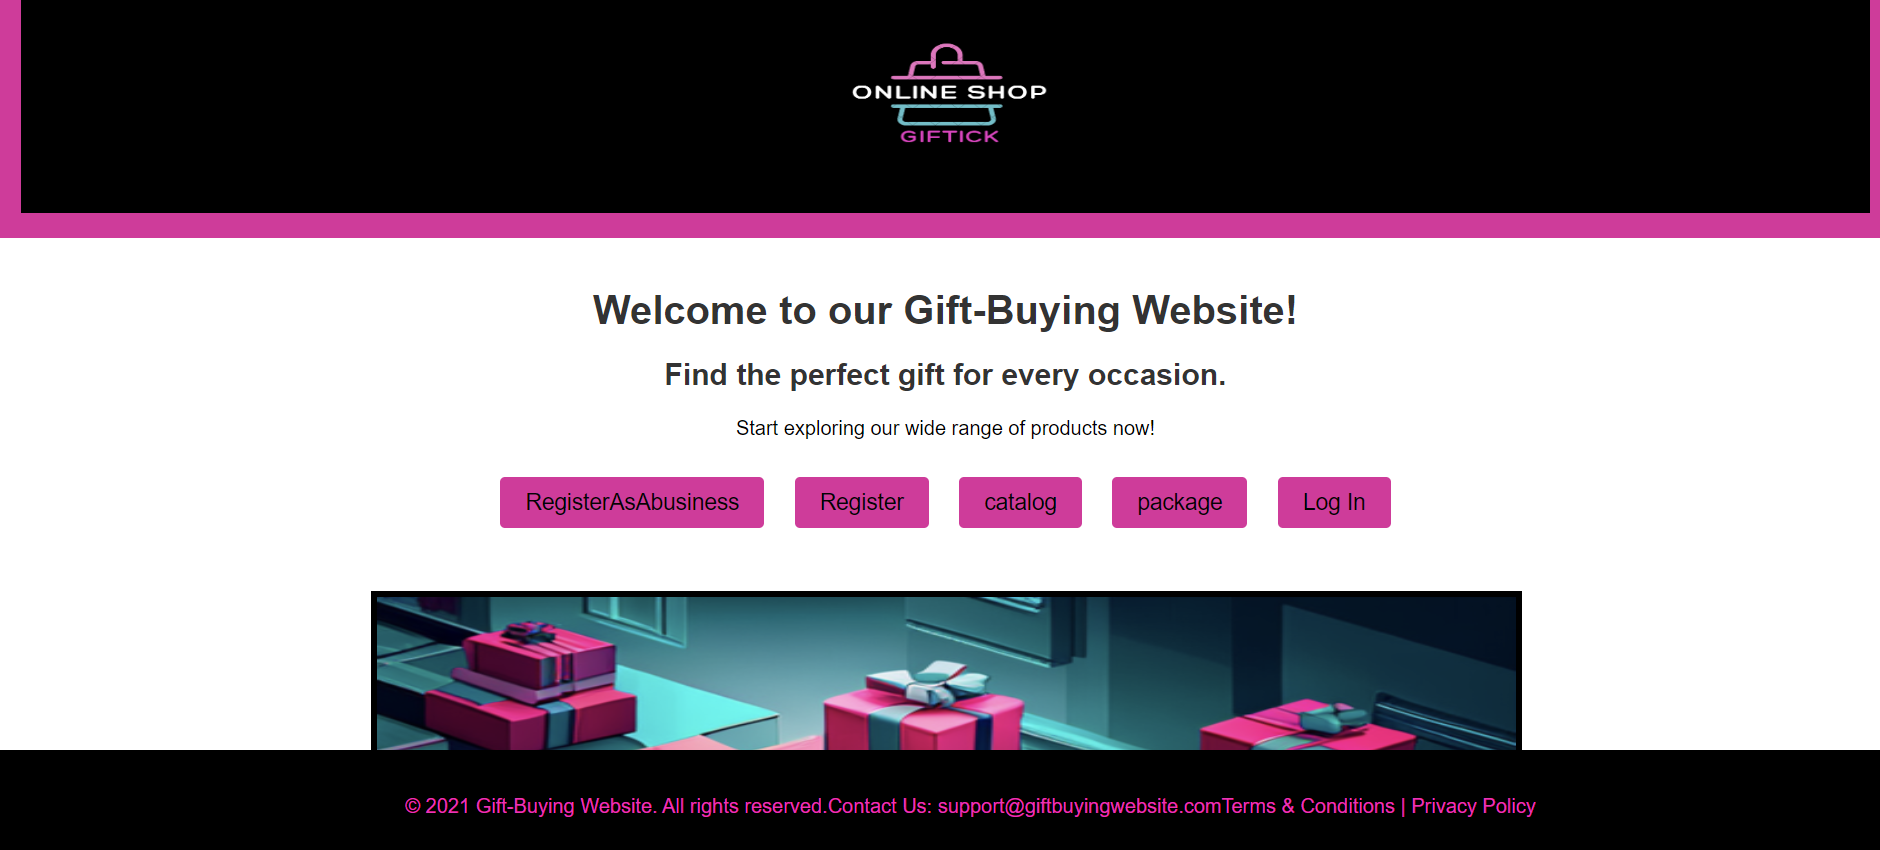 ONLINE SHOP
GIFTICK
Welcome to our Gift-Buying Website!
Find the perfect gift for every occasion.
Start exploring our wide range of products now!
RegisterAsAbusiness Register catalog package Log In
© 2021 Gift-Buying Website. All rights reserved.Contact Us: support@giftbuyingwebsite.comTerms & Conditions | Privacy Policy